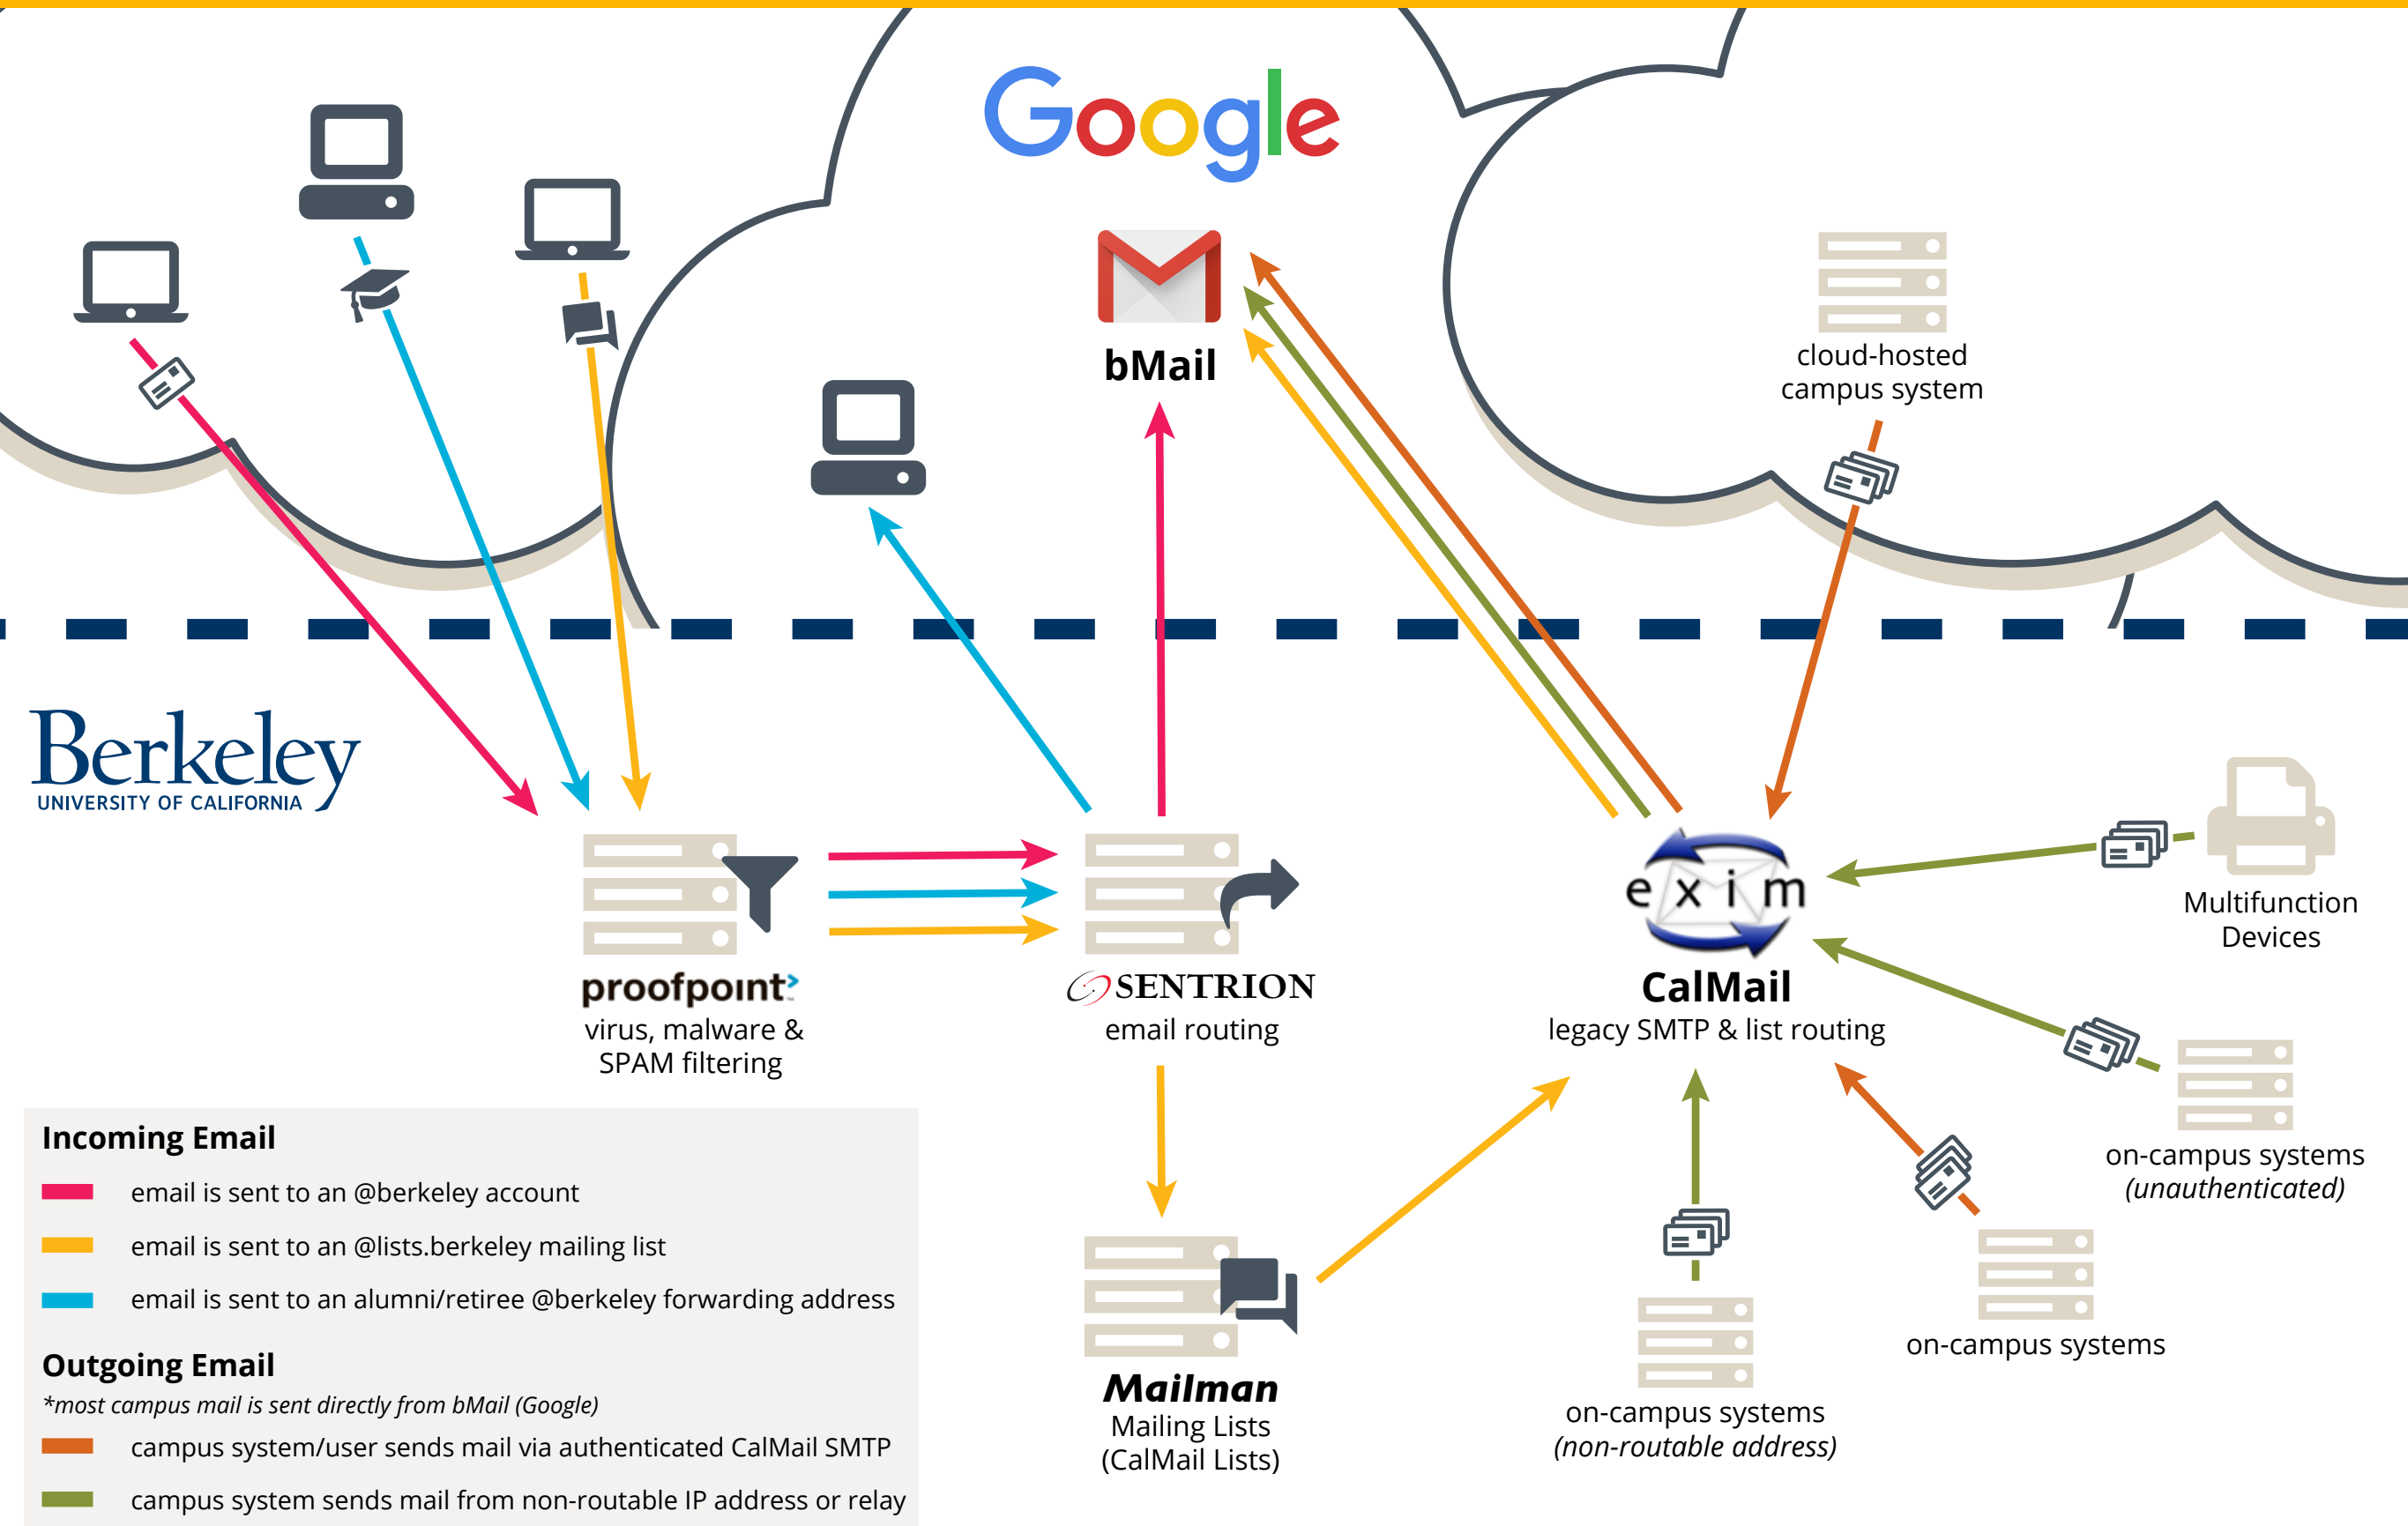 Google
bMail
cloud-hosted
campus system
Berkeley
UNIVERSITY OF CALIFORNIA
proofpoint
virus, malware &
SPAM filtering
SENTRION
email routing
exim
CalMail
legacy SMTP & list routing
Multifunction
Devices
on-campus systems
(unauthenticated)
on-campus systems
on-campus systems
(non-routable address)
Mailman
Mailing Lists
(CalMail Lists)
Incoming Email
email is sent to an @berkeley account
email is sent to an @lists.berkeley mailing list
email is sent to an alumni/retiree @berkeley forwarding address
Outgoing Email
*most campus mail is sent directly from bMail (Google)
campus system/user sends mail via authenticated CalMail SMTP
campus system sends mail from non-routable IP address or relay